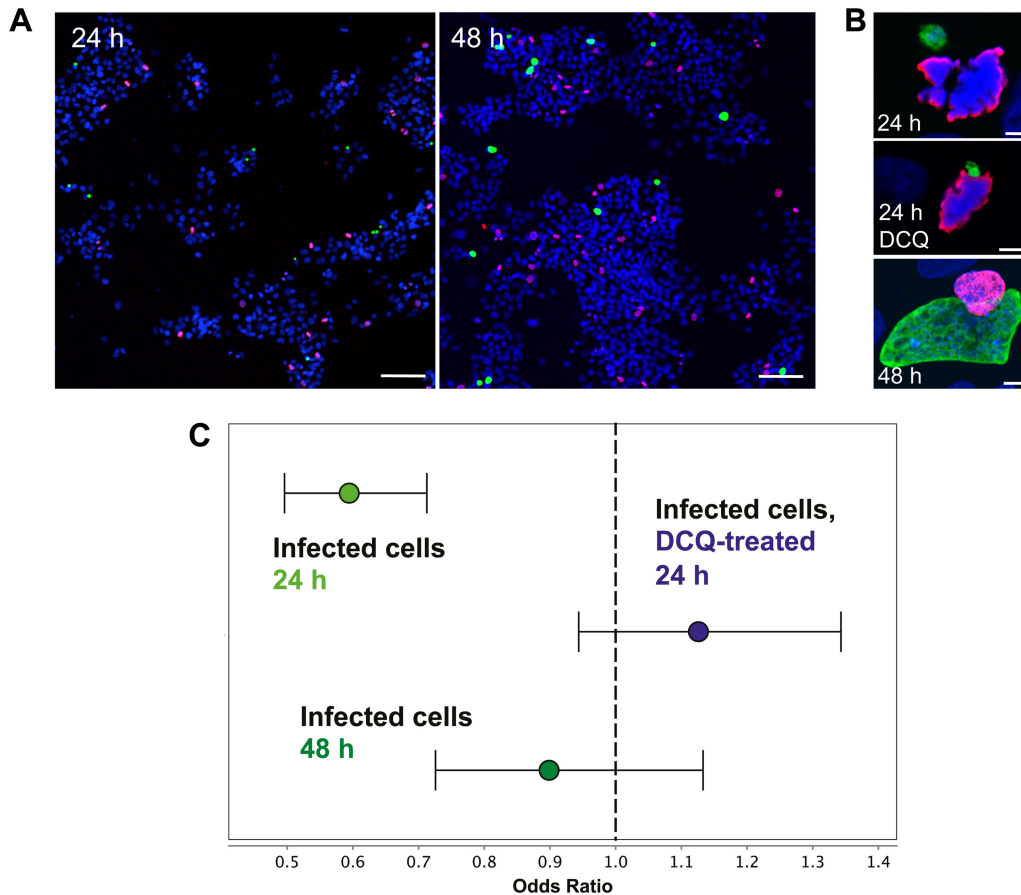 A
24 h
48 h
B
24 h
24 h
DCQ
48 h
C
Infected cells
24 h
Infected cells,
DCQ-treated
24 h
Infected cells
48 h
0.5 0.6 0.7 0.8 0.9 1.0 1.1 1.2 1.3 1.4
Odds Ratio